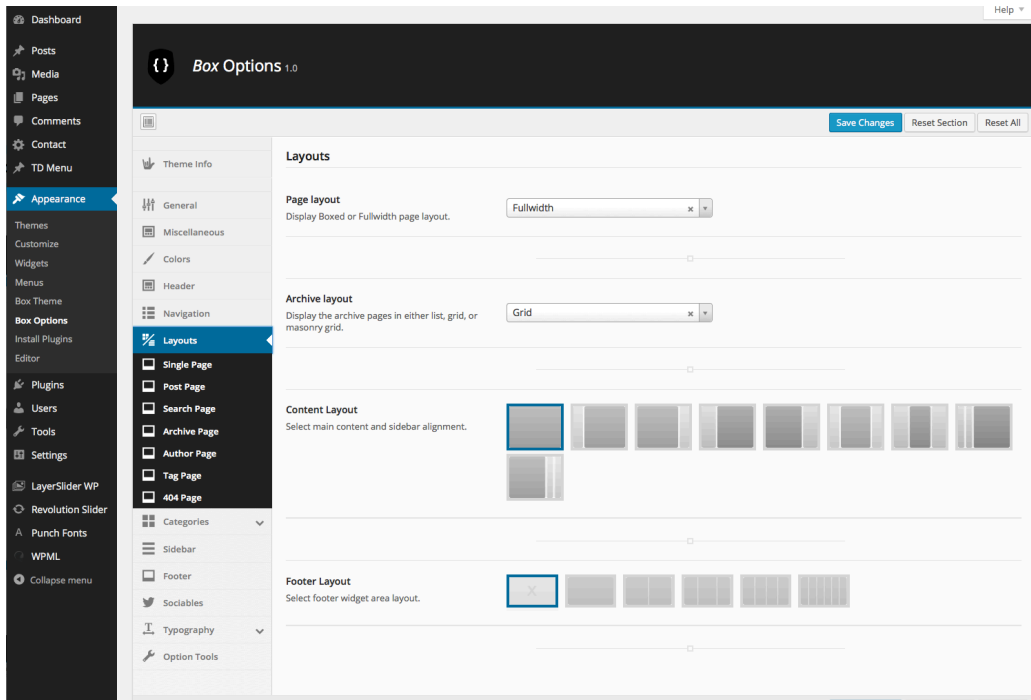 Help
Dashboard
Posts
Media
Pages
Comments
Contact
TD Menu
Appearance
Themes
Customize
Widgets
Menus
Box Theme
Box Options
Install Plugins
Editor
Plugins
Users
Tools
Settings
LayerSlider WP
Revolution Slider
A Punch Fonts
WPML
Collapse menu
{ } Box Options 1.0
Save Changes Reset Section Reset All
Theme Info
General
Miscellaneous
Colors
Header
Navigation
Layouts
Single Page
Post Page
Search Page
Archive Page
Author Page
Tag Page
404 Page
Categories
Sidebar
Footer
Sociables
T Typography
Option Tools
Layouts
Page layout
Display Boxed or Fullwidth page layout.
Fullwidth x
Archive layout
Display the archive pages in either list, grid, or
masonry grid.
Grid x
Content Layout
Select main content and sidebar alignment.
Footer Layout
Select footer widget area layout.
X